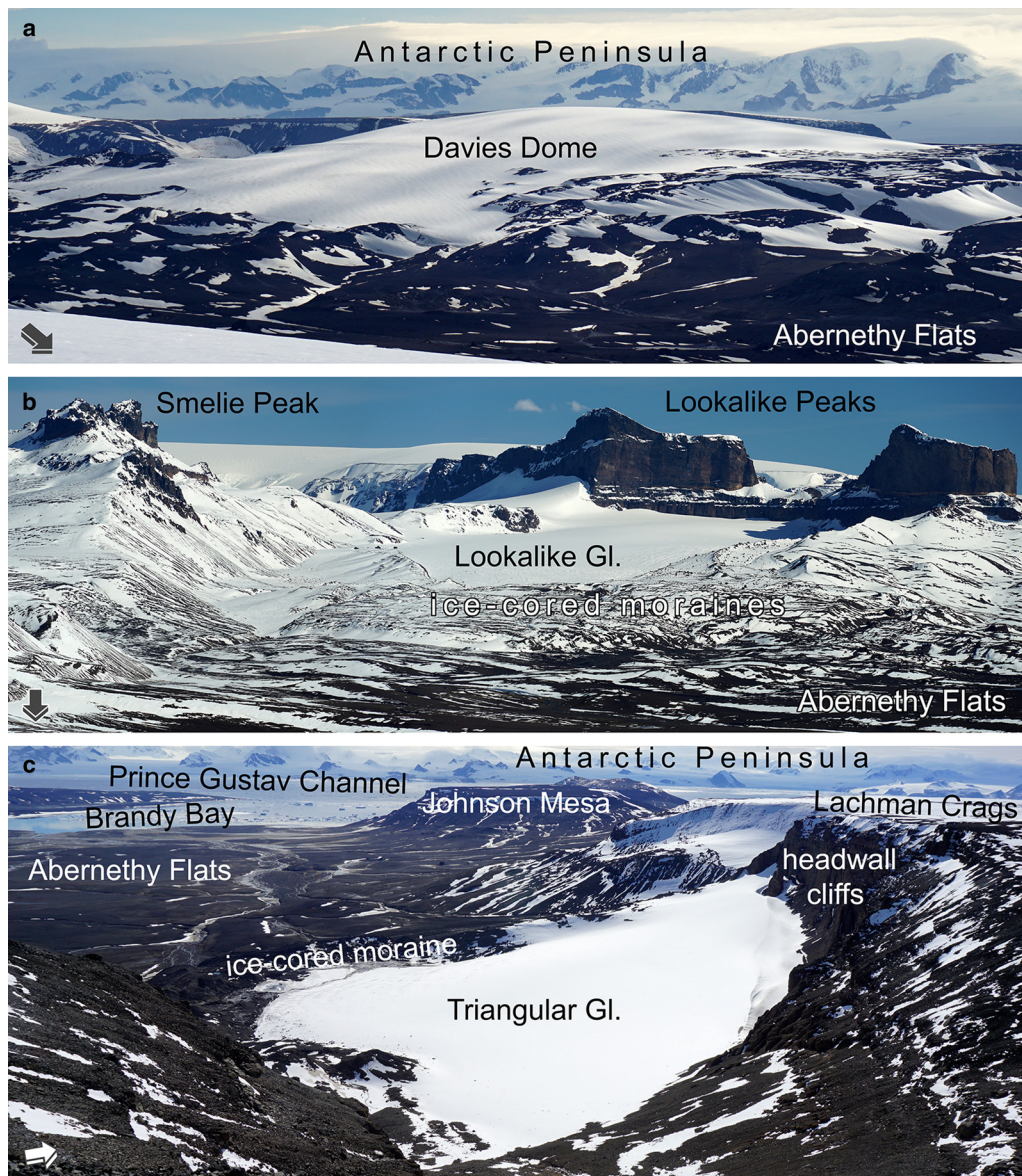 a
Antarctic Peninsula
Davies Dome
Abernethy Flats
b
Smelie Peak
Lookalike Peaks
Lookalike Gl.
ice-cored moraines
Abernethy Flats
c
Antarctic Peninsula
Prince Gustav Channel
Johnson Mesa
Lachman Crags
Brandy Bay
Abernethy Flats
headwall
cliffs
ice-cored moraine
Triangular Gl.